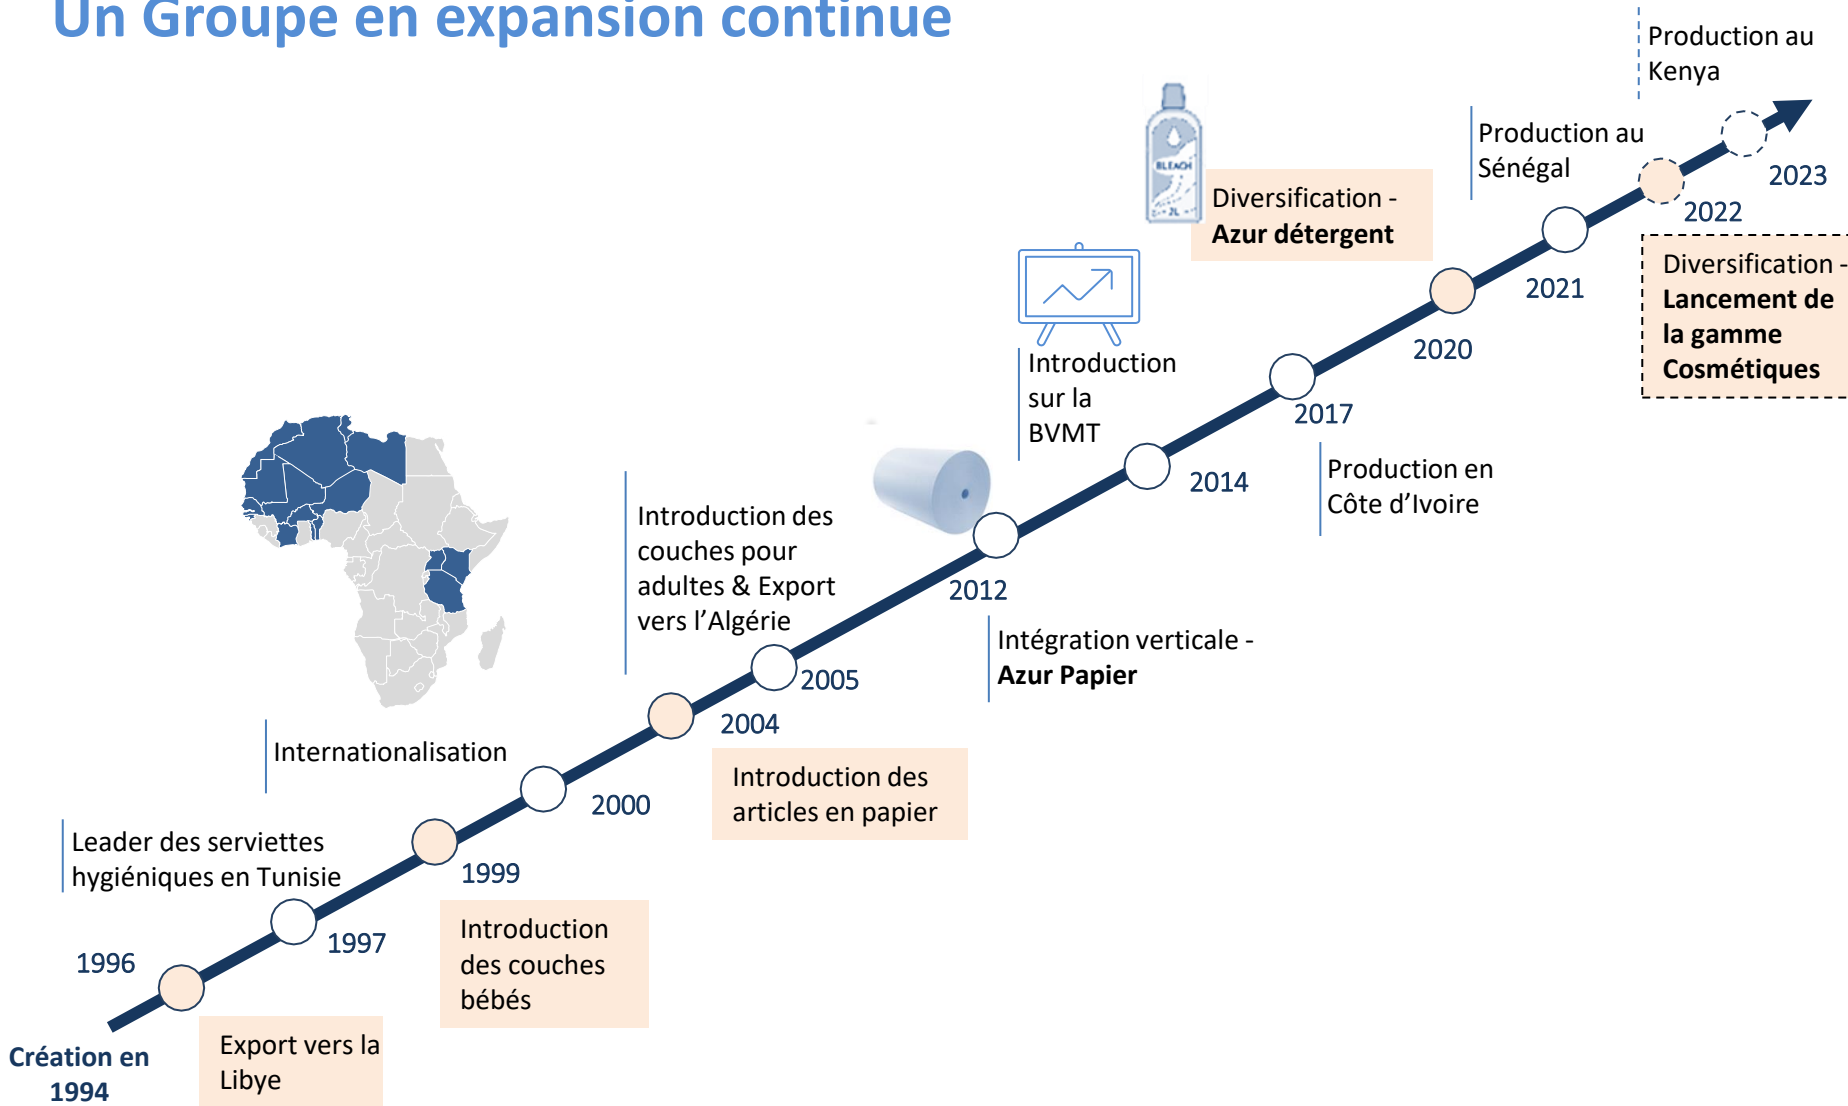 Un Groupe en expansion continue
Création en
1994
1996
Export vers la
Libye
Leader des serviettes
hygiéniques en Tunisie
1997
1999
Introduction
des couches
bébés
Internationalisation
2000
2004
Introduction des
articles en papier
Introduction des
couches pour
adultes & Export
vers l’Algérie
2005
2012
Intégration verticale -
Azur Papier
Introduction
sur la
BVMT
2014
2017
Production en
Côte d’Ivoire
BLEACH
2L
Diversification -
Azur détergent
2020
Production au
Sénégal
2021
2022
Diversification -
Lancement de
la gamme
Cosmétiques
Production au
Kenya
2023